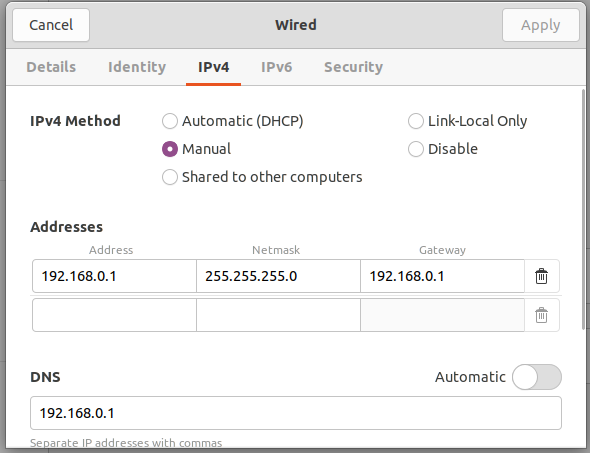 Cancel Wired Apply
Details Identity IPv4 IPv6 Security
IPv4 Method Automatic (DHCP) Link-Local Only
Manual Disable
Shared to other computers
Addresses
Address Netmask Gateway
192.168.0.1 255.255.255.0 192.168.0.1
DNS Automatic
192.168.0.1
Separate IP addresses with commas